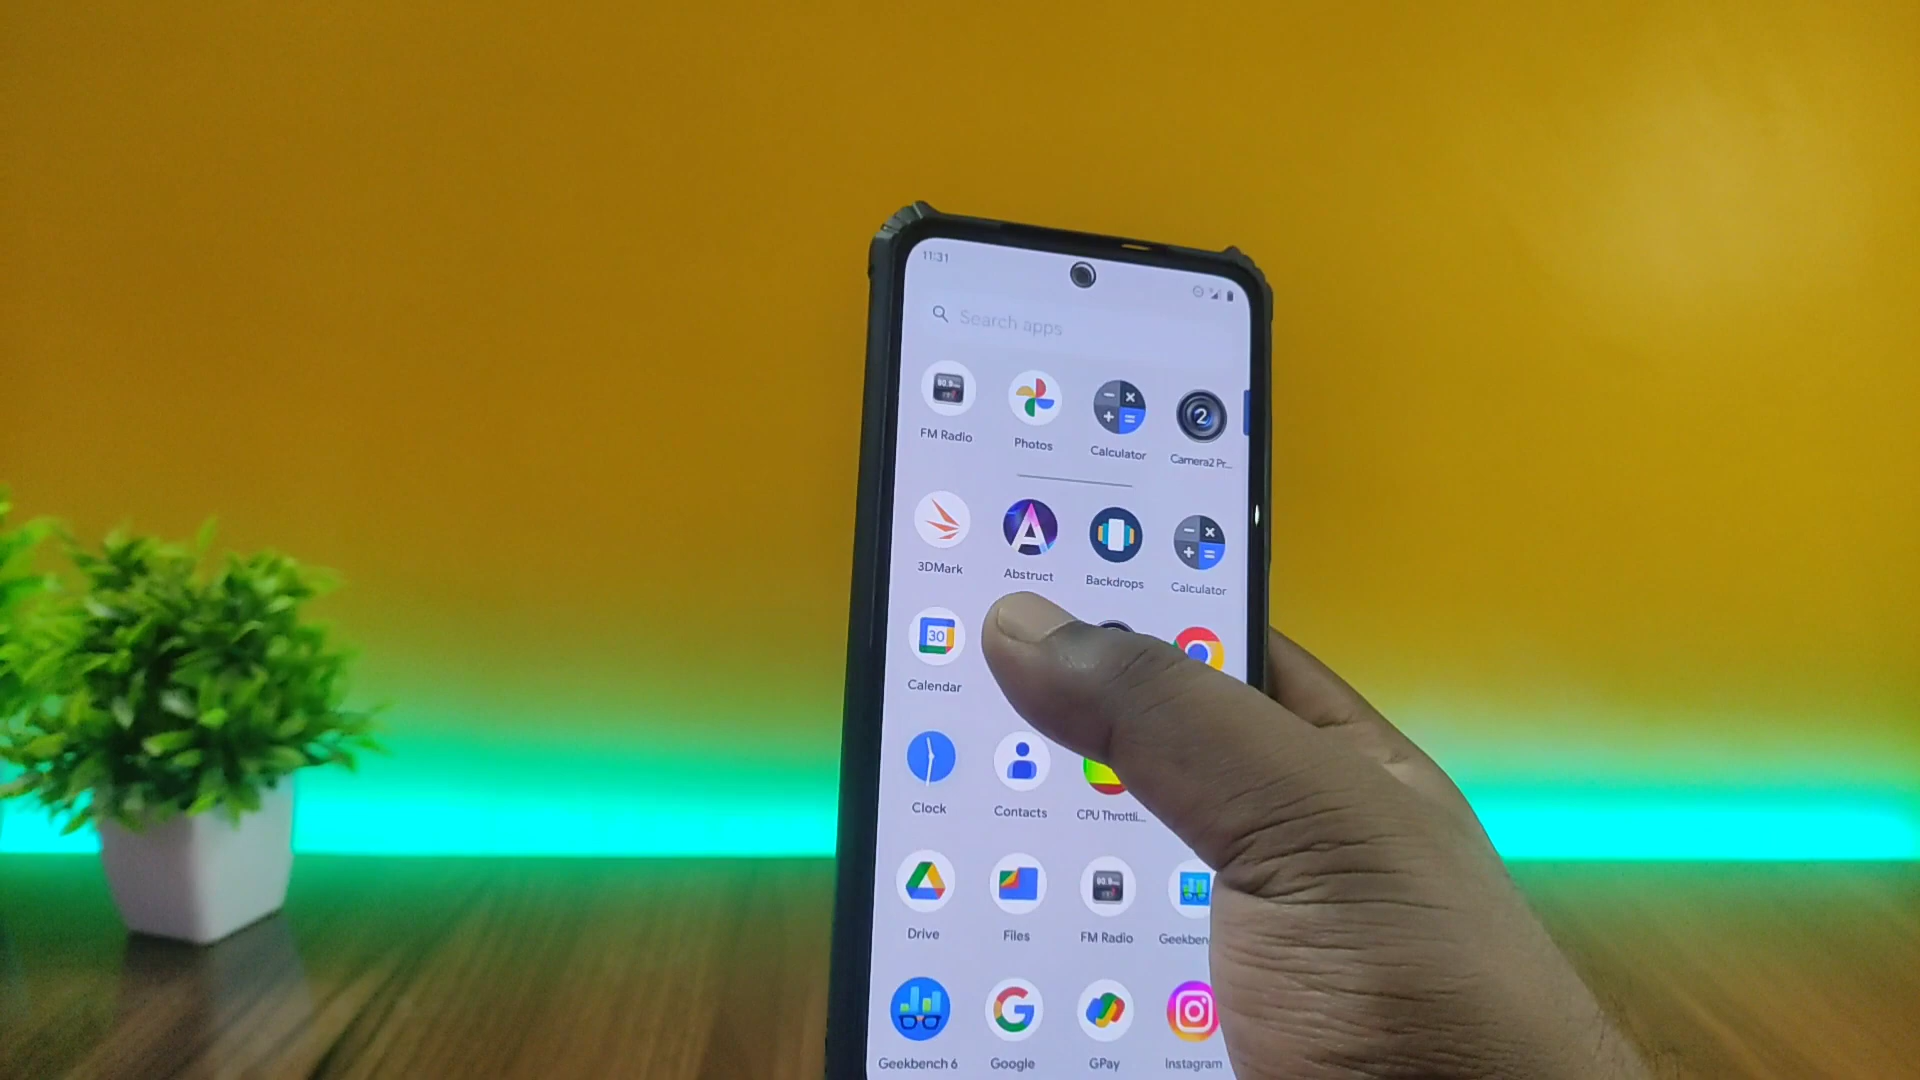 11:31
Search apps
FM Radio
Photos
Calculator
Camera2 Pr...
3DMark
Abstruct
Backdrops
Calculator
30
Calendar
Clock
Contacts
CPU Throttli...
Drive
Files
FM Radio
Geekben
Geekbench 6
Google
GPay
Instagram